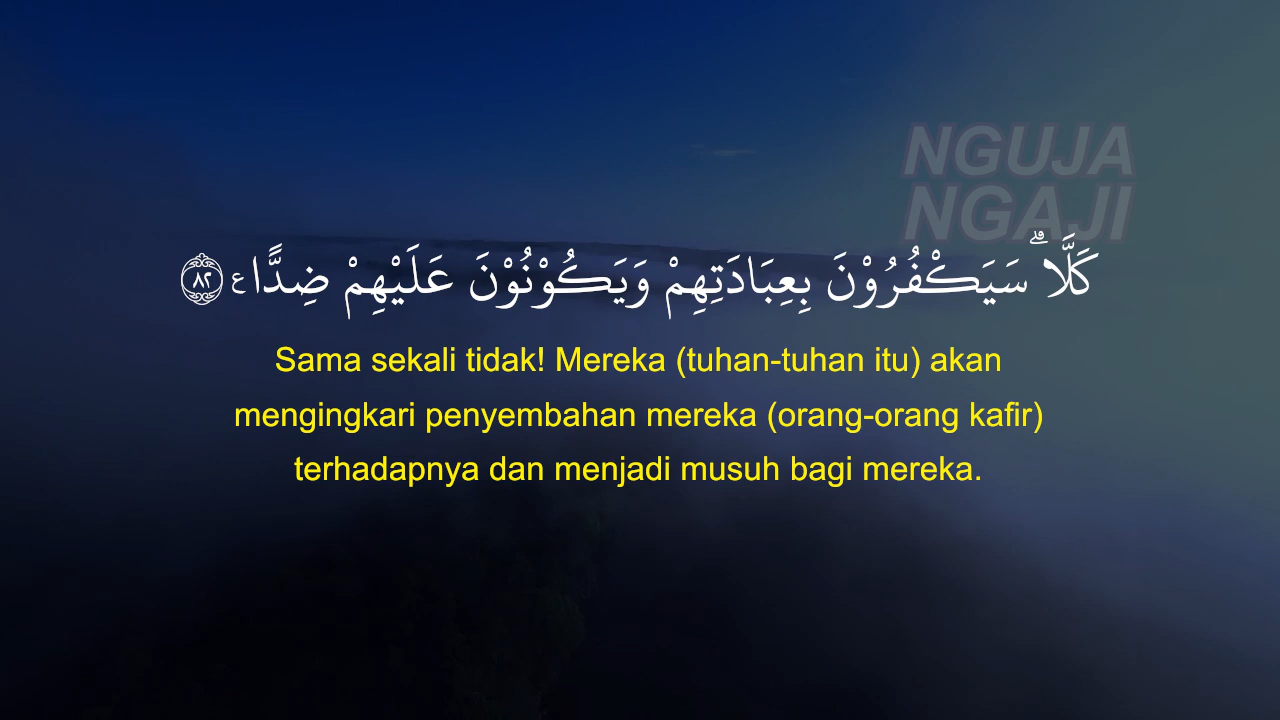 NGUJA
NGAJI
كَلَّا ۗسَيَكْفُرُوْنَ بِعِبَادَتِهِمْ وَيَكُوْنُوْنَ عَلَيْهِمْ ضِدًّا ࣖ ٨٢
Sama sekali tidak! Mereka (tuhan-tuhan itu) akan
mengingkari penyembahan mereka (orang-orang kafir)
terhadapnya dan menjadi musuh bagi mereka.